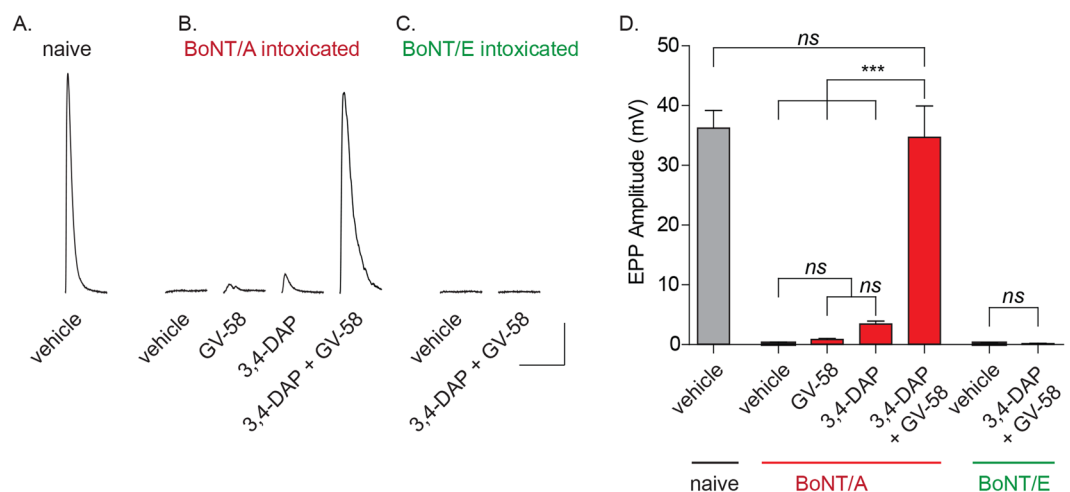 A.
naive
vehicle
B.
BoNT/A intoxicated
vehicle
GV-58
3,4-DAP
3,4-DAP + GV-58
C.
BoNT/E intoxicated
vehicle
3,4-DAP + GV-58
D.
EPP Amplitude (mV)
50
40
30
20
10
0
ns
***
ns
ns
ns
vehicle
vehicle
GV-58
3,4-DAP
3,4-DAP
+ GV-58
vehicle
3,4-DAP
+ GV-58
naive
BoNT/A
BoNT/E